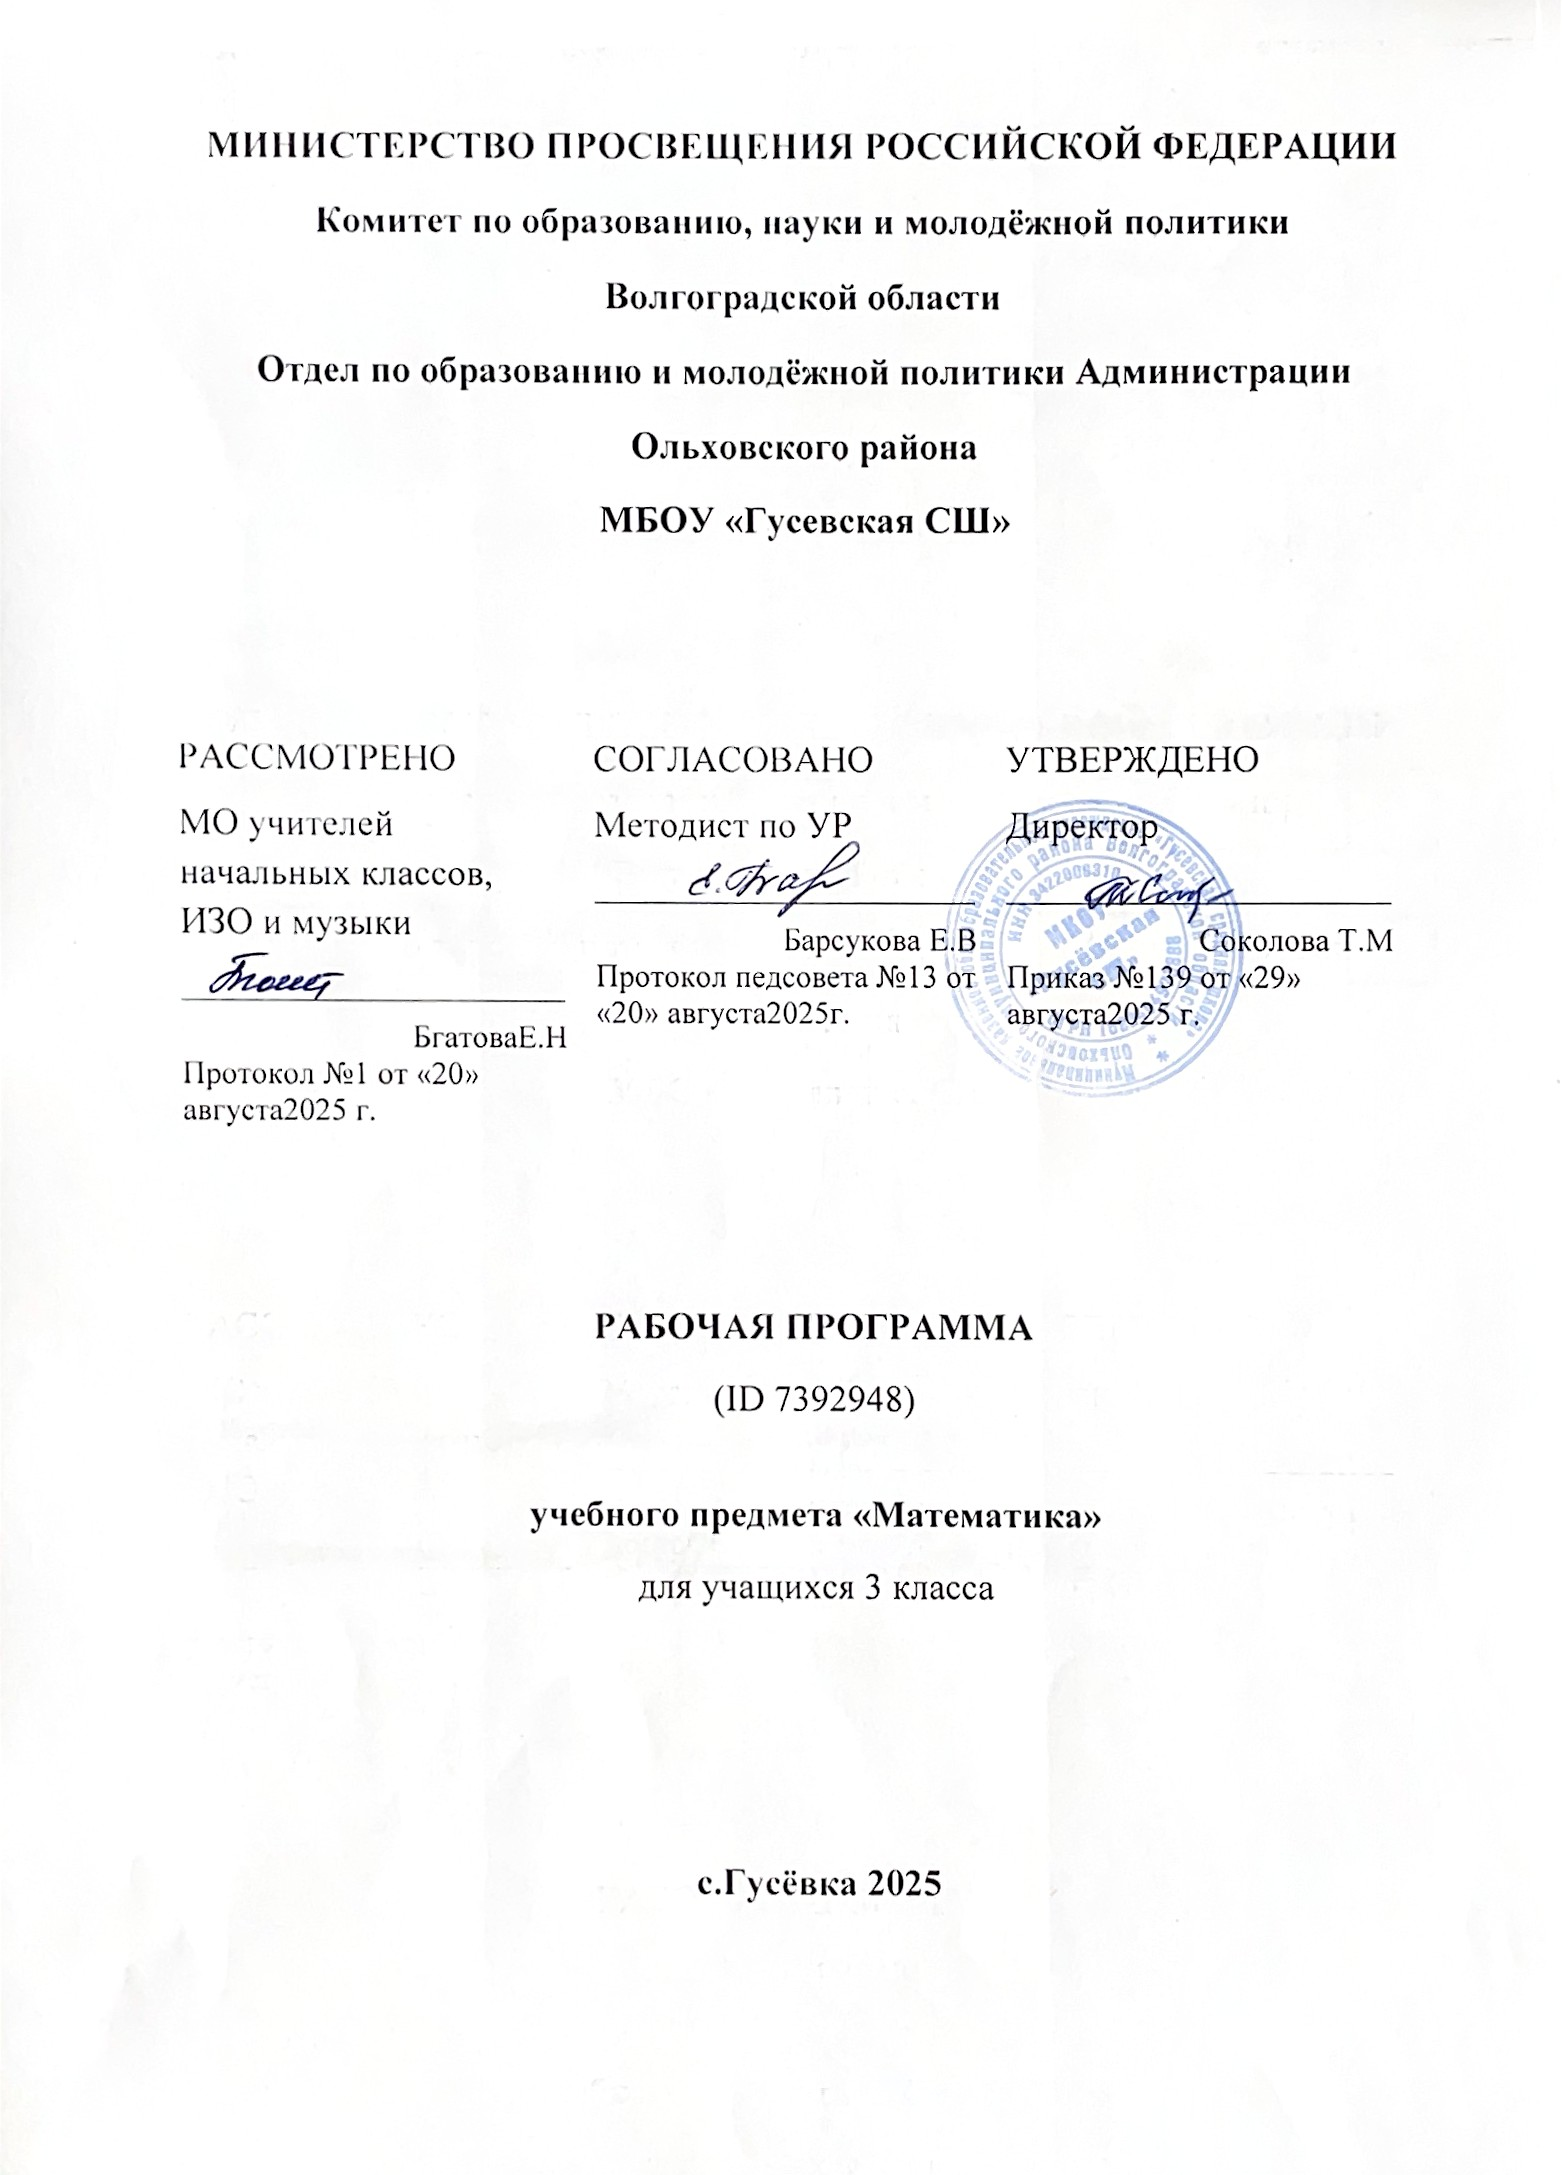 МИНИСТЕРСТВО ПРОСВЕЩЕНИЯ РОССИЙСКОЙ ФЕДЕРАЦИИ
Комитет по образованию, науки и молодёжной политики
Волгоградской области
Отдел по образованию и молодёжной политики Администрации
Ольховского района
МБОУ «Гусевская СШ»
РАССМОТРЕНО
МО учителей
начальных классов,
ИЗО и музыки
БгатоваЕ.Н
Протокол №1 от «20»
августа2025 г.
СОГЛАСОВАНО
Методист по УР
Барсукова Е.В
Протокол педсовета №13 от
«20» августа2025г.
УТВЕРЖДЕНО
Директор
Соколова Т.М
Приказ №139 от «29»
августа2025 г.
РАБОЧАЯ ПРОГРАММА
(ID 7392948)
учебного предмета «Математика»
для учащихся 3 класса
с.Гусёвка 2025